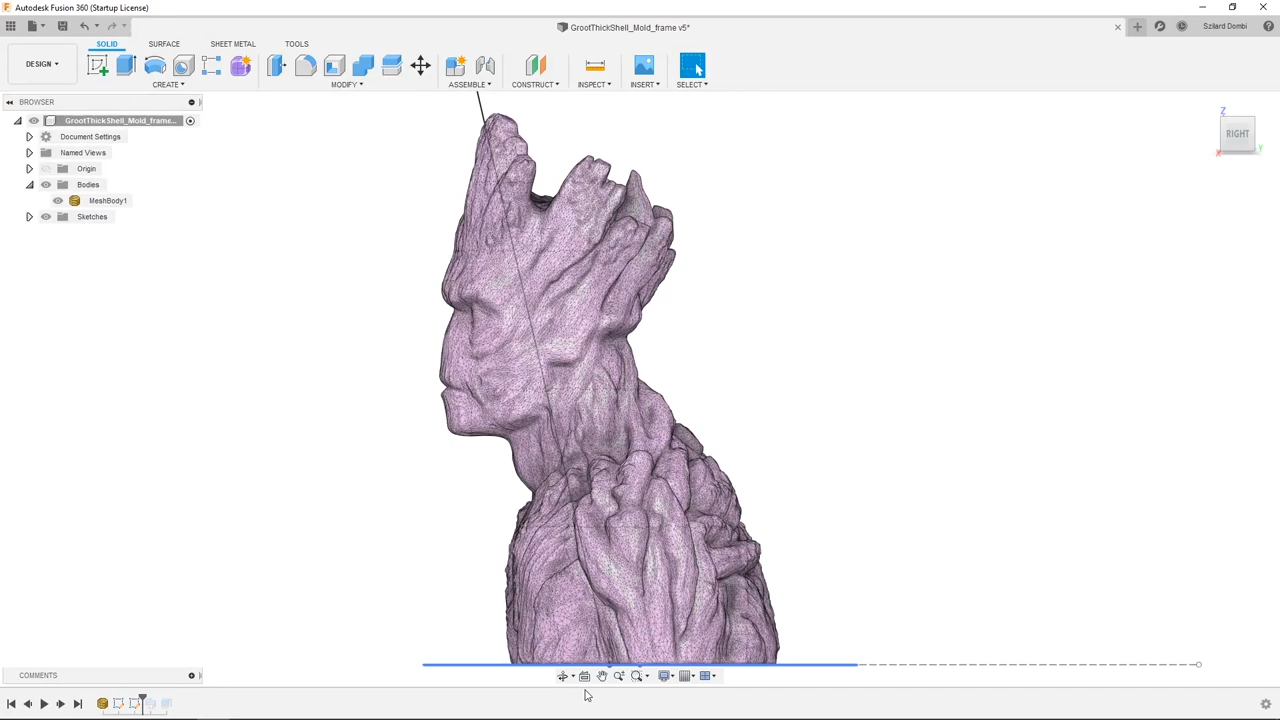 Autodesk Fusion 360 (Startup License)
GrootThickShell_Mold_frame v5*
Szilard Dombi
SOLID SURFACE SHEET METAL TOOLS
DESIGN
CREATE MODIFY ASSEMBLE CONSTRUCT INSPECT INSERT SELECT
BROWSER
GrootThickShell_Mold_frame...
Document Settings
Named Views
Origin
Bodies
MeshBody1
Sketches
Z
RIGHT
X
Y
COMMENTS